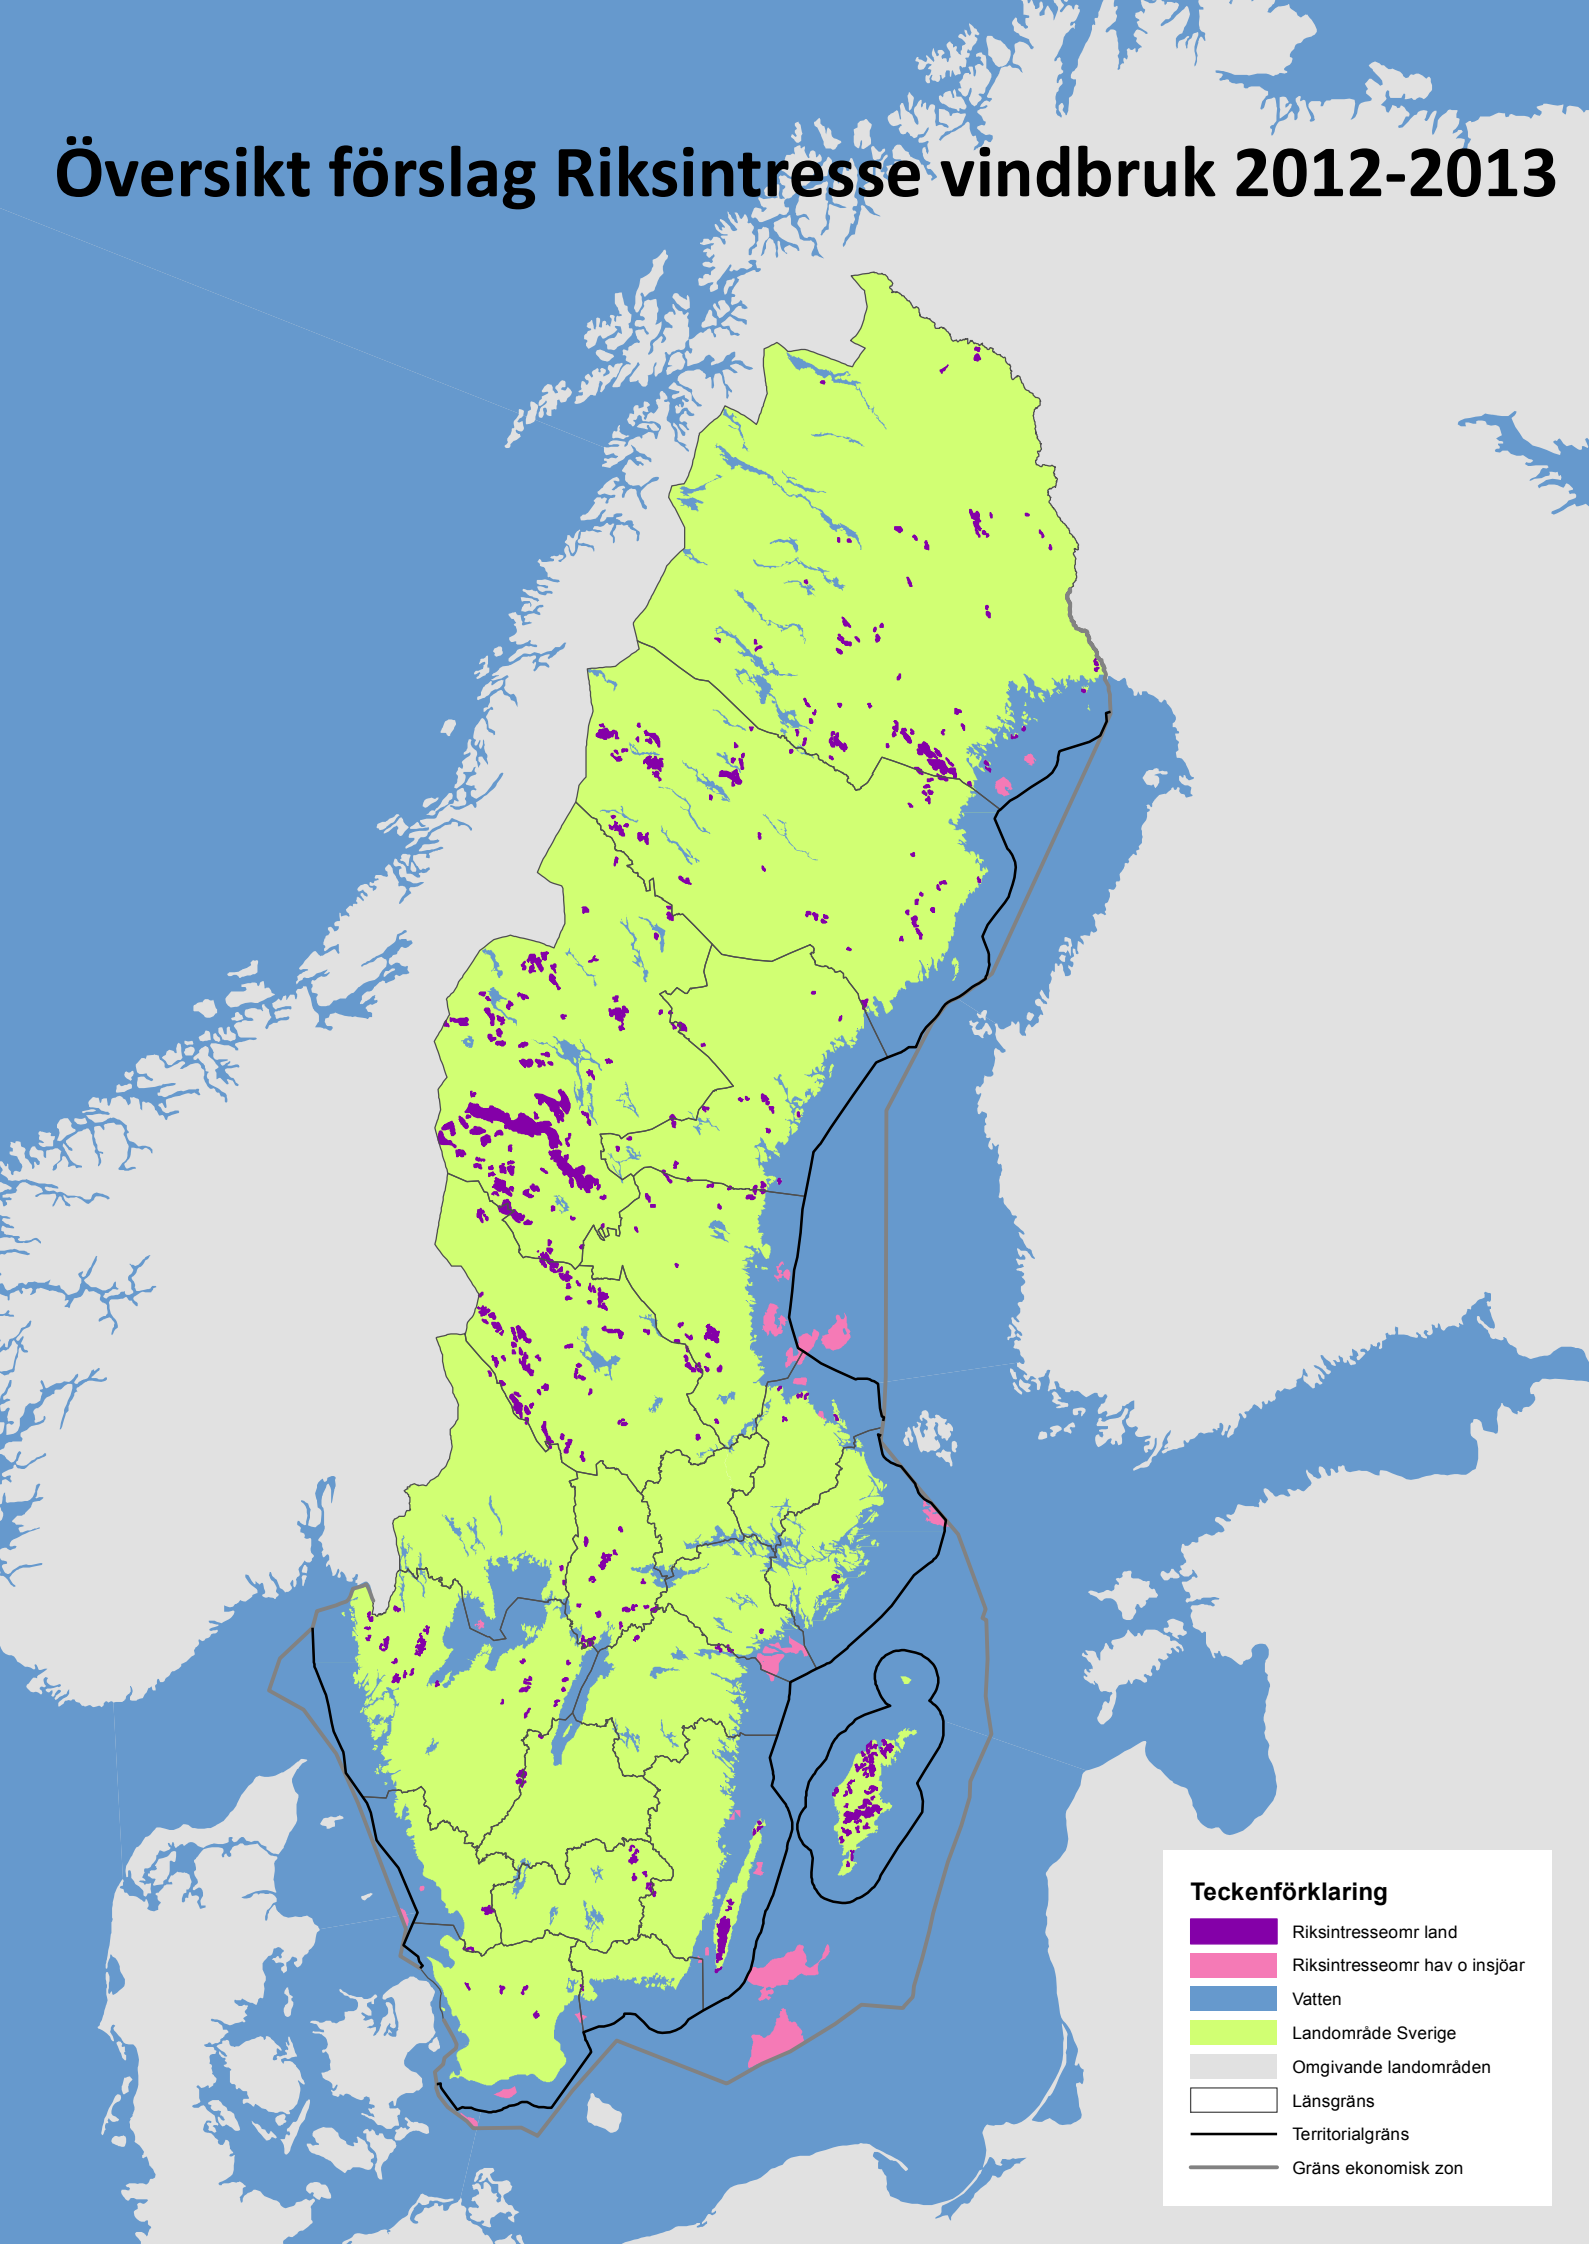 Översikt förslag Riksintresse vindbruk 2012-2013
Teckenförklaring
Riksintresseomr land
Riksintresseomr hav o insjöar
Vatten
Landområde Sverige
Omgivande landområden
Länsgräns
Territorialgräns
Gräns ekonomisk zon